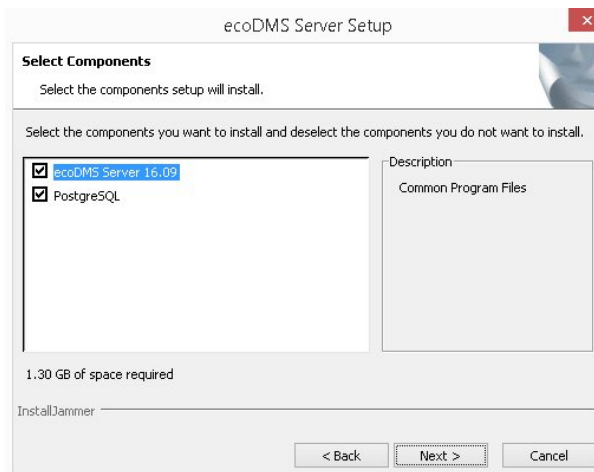 ecoDMS Server Setup
Select Components
Select the components setup will install.
Select the components you want to install and deselect the components you do not want to install.
ecoDMS Server 16.09
PostgreSQL
Description
Common Program Files
1.30 GB of space required
InstallJammer
< Back
Next >
Cancel